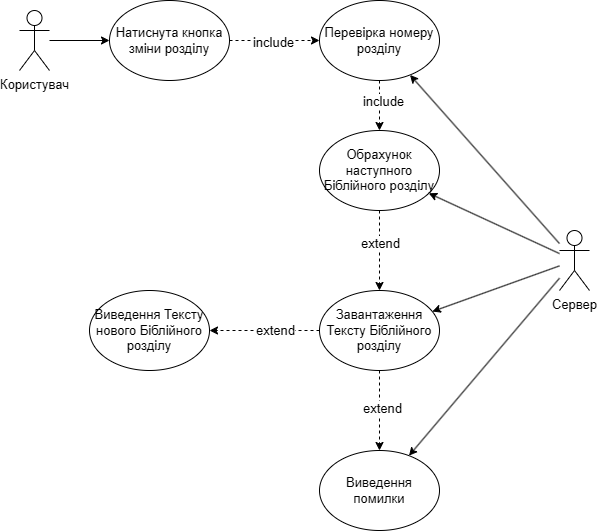 Натиснута кнопка
зміни розділу
include
Перевірка номеру
розділу
Користувач
include
Обрахунок
наступного
Біблійного розділу
extend
Сервер
Виведення Тексту
нового Біблійного
розділу
extend
Завантаження
Тексту Біблійного
розділу
extend
Виведення
помилки